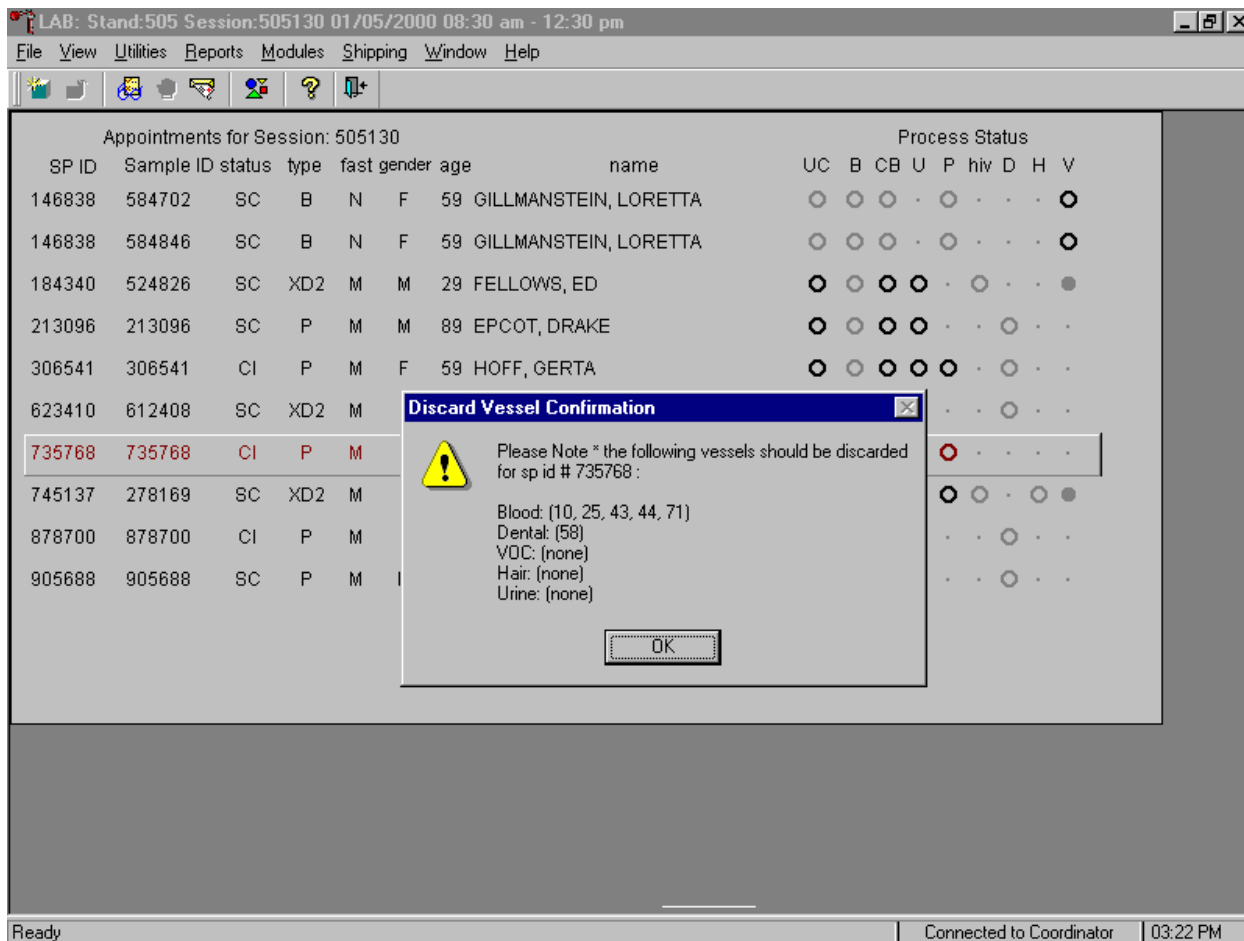 LAB: Stand:505 Session:505130 01/05/2000 08:30 am - 12:30 pm
File View Utilities Reports Modules Shipping Window Help
Appointments for Session: 505130 Process Status
SP ID Sample ID status type fast gender age name UC B CB U P hiv D H V
146838 584702 SC B N F 59 GILLMANSTEIN, LORETTA
146838 584846 SC B N F 59 GILLMANSTEIN, LORETTA
184340 524826 SC XD2 M M 29 FELLOWS, ED
213096 213096 SC P M M 89 EPCOT, DRAKE
306541 306541 CI P M F 59 HOFF, GERTA
623410 612408 SC XD2 M
735768 735768 CI P M
745137 278169 SC XD2 M
878700 878700 CI P M
905688 905688 SC P M
Discard Vessel Confirmation
Please Note * the following vessels should be discarded
for sp id # 735768 :
Blood: (10, 25, 43, 44, 71)
Dental: (58)
VOC: (none)
Hair: (none)
Urine: (none)
OK
Ready Connected to Coordinator 03:22 PM